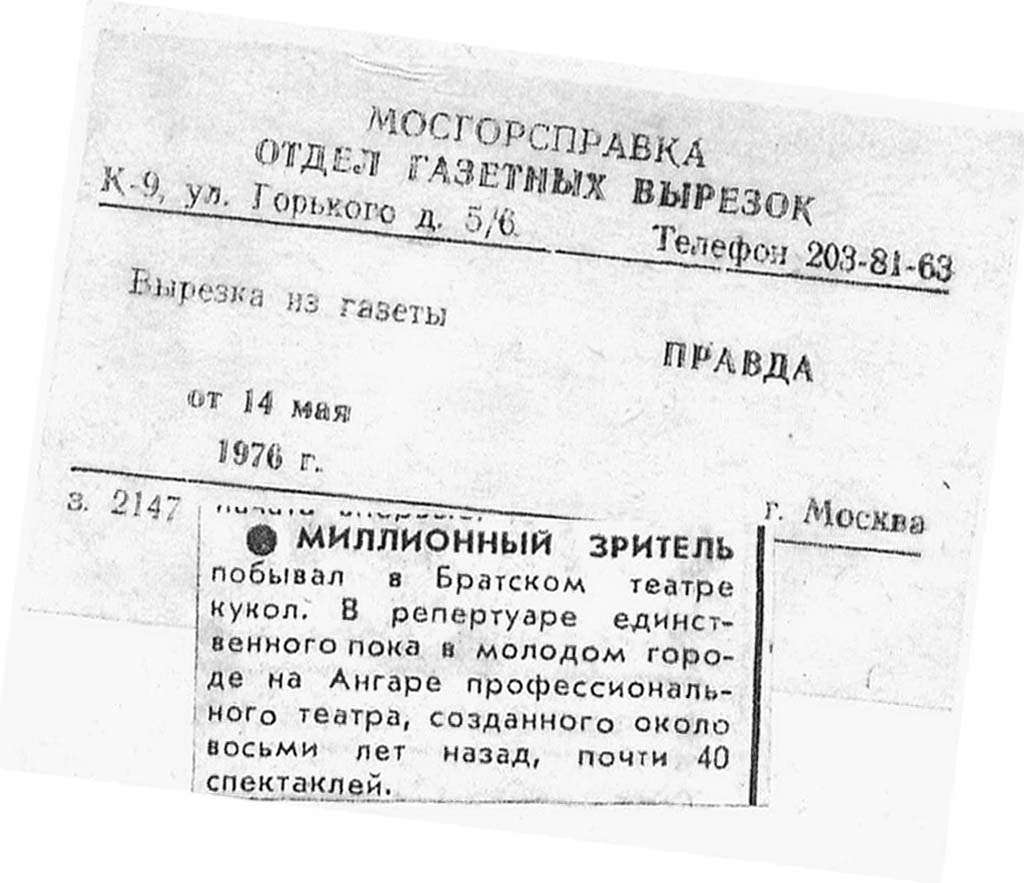 МОСГОРСПРАВКА
ОТДЕЛ ГАЗЕТНЫХ ВЫРЕЗОК
К-9, ул. Горького д. 5/6 Телефон 203-81-63
Вырезка из газеты
ПРАВДА
от 14 мая
1976 г.
з. 2147
г. Москва
● МИЛЛИОННЫЙ ЗРИТЕЛЬ
побывал в Братском театре
кукол. В репертуаре единст-
венного пока в молодом горо-
де на Ангаре профессиональ-
ного театра, созданного около
восьми лет назад, почти 40
спектаклей.